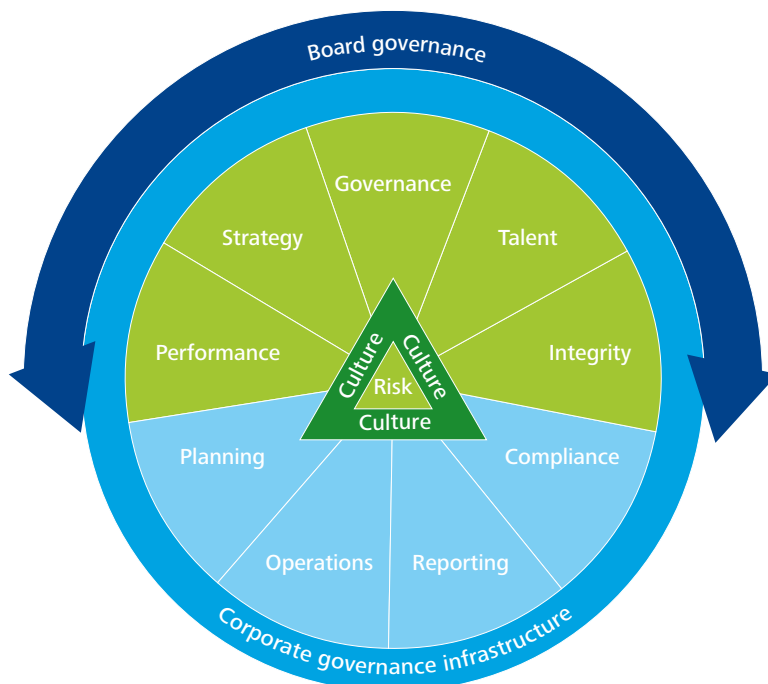 Board governance
Governance
Strategy
Talent
Performance
Integrity
Culture
Culture
Risk
Culture
Planning
Compliance
Operations
Reporting
Corporate governance infrastructure